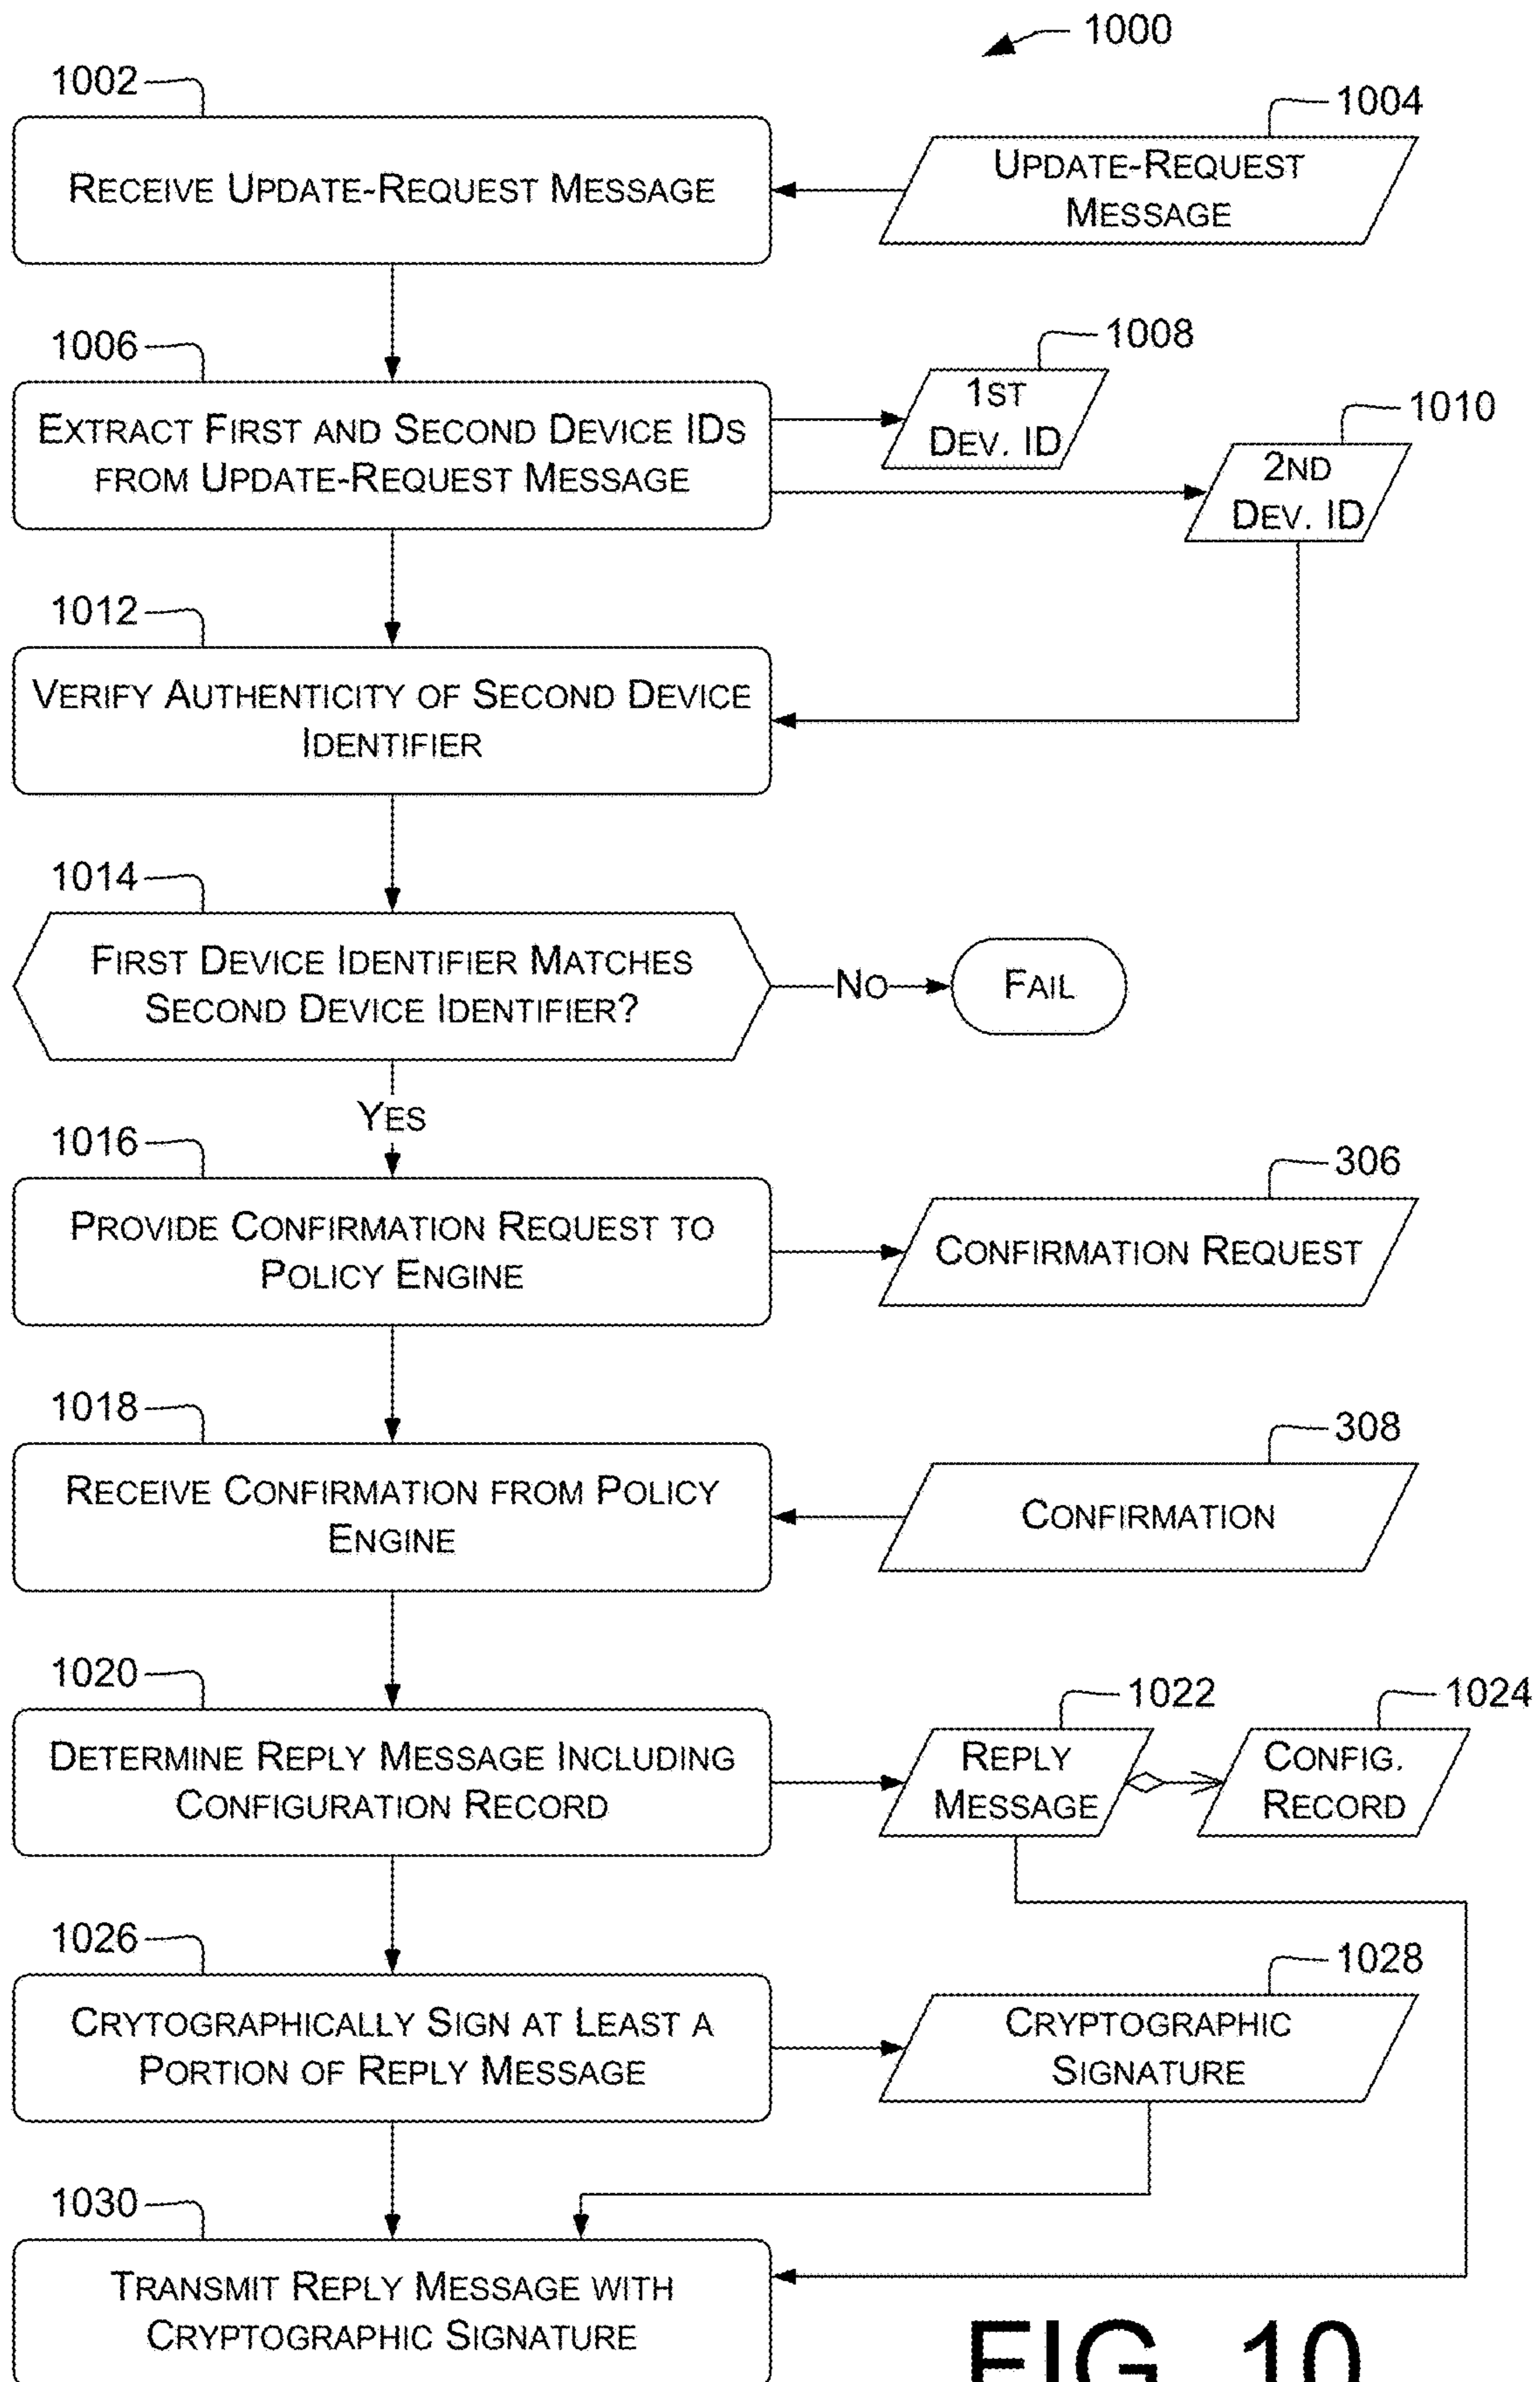 1000
1002
1004
RECEIVE UPDATE-REQUEST MESSAGE
UPDATE-REQUEST
MESSAGE
1006
1008
1010
EXTRACT FIRST AND SECOND DEVICE IDS
FROM UPDATE-REQUEST MESSAGE
1ST
DEV. ID
2ND
DEV. ID
1012
VERIFY AUTHENTICITY OF SECOND DEVICE
IDENTIFIER
1014
FIRST DEVICE IDENTIFIER MATCHES
SECOND DEVICE IDENTIFIER?
NO
FAIL
YES
1016
306
PROVIDE CONFIRMATION REQUEST TO
POLICY ENGINE
CONFIRMATION REQUEST
1018
308
RECEIVE CONFIRMATION FROM POLICY
ENGINE
CONFIRMATION
1020
1022
1024
DETERMINE REPLY MESSAGE INCLUDING
CONFIGURATION RECORD
REPLY
MESSAGE
CONFIG.
RECORD
1026
1028
CRYTOGRAPHICALLY SIGN AT LEAST A
PORTION OF REPLY MESSAGE
CRYPTOGRAPHIC
SIGNATURE
1030
TRANSMIT REPLY MESSAGE WITH
CRYPTOGRAPHIC SIGNATURE
FIG. 10